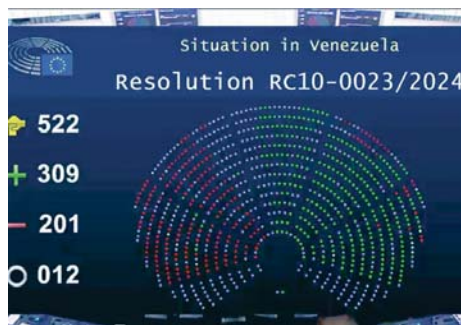 Situation in Venezuela
Resolution RC10-0023/2024
522
+ 309
- 201
012